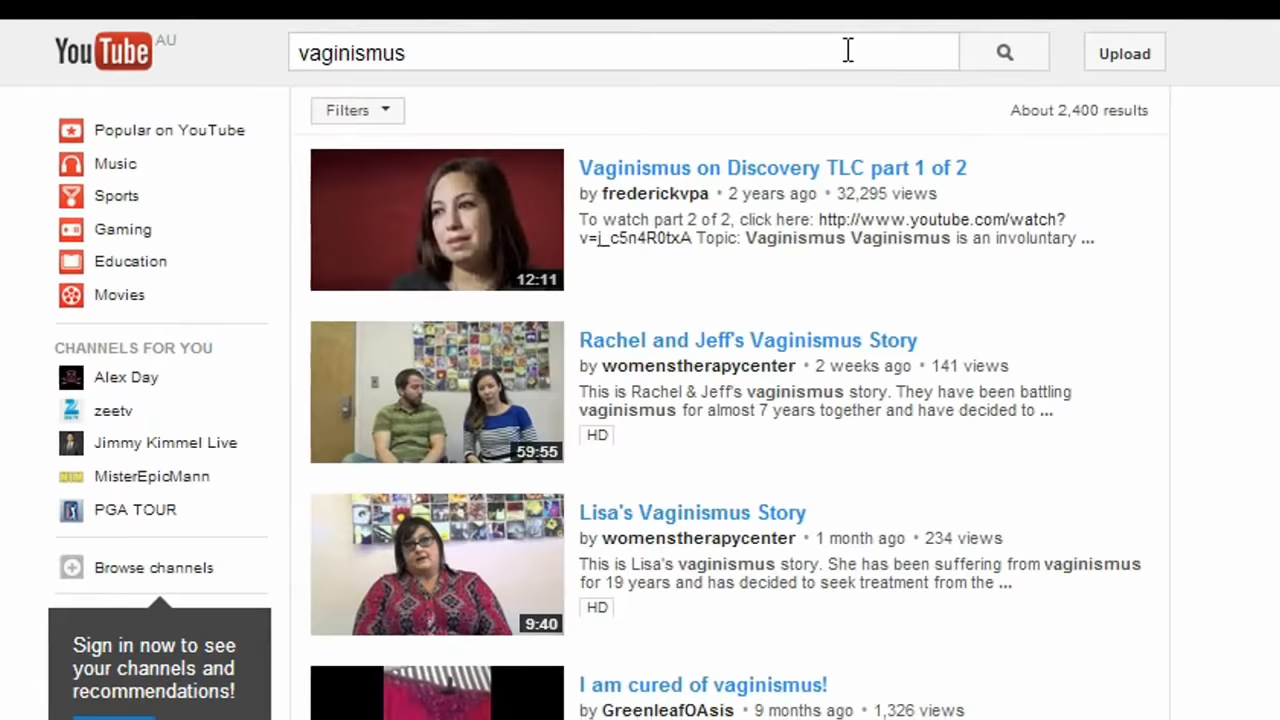 YouTube AU
vaginismus
Upload
Filters
About 2,400 results
Popular on YouTube
Music
Sports
Gaming
Education
Movies
CHANNELS FOR YOU
Alex Day
zeetv
Jimmy Kimmel Live
MisterEpicMann
PGA TOUR
Browse channels
Sign in now to see
your channels and
recommendations!
12:11
Vaginismus on Discovery TLC part 1 of 2
by frederickvpa • 2 years ago • 32,295 views
To watch part 2 of 2, click here: http://www.youtube.com/watch?
v=j_c5n4R0txA Topic: Vaginismus Vaginismus is an involuntary ...
59:55
Rachel and Jeff's Vaginismus Story
by womenstherapycenter • 2 weeks ago • 141 views
This is Rachel & Jeff's vaginismus story. They have been battling
vaginismus for almost 7 years together and have decided to ...
HD
9:40
Lisa's Vaginismus Story
by womenstherapycenter • 1 month ago • 234 views
This is Lisa's vaginismus story. She has been suffering from vaginismus
for 19 years and has decided to seek treatment from the ...
HD
I am cured of vaginismus!
by GreenleafOAsis • 9 months ago • 1,326 views